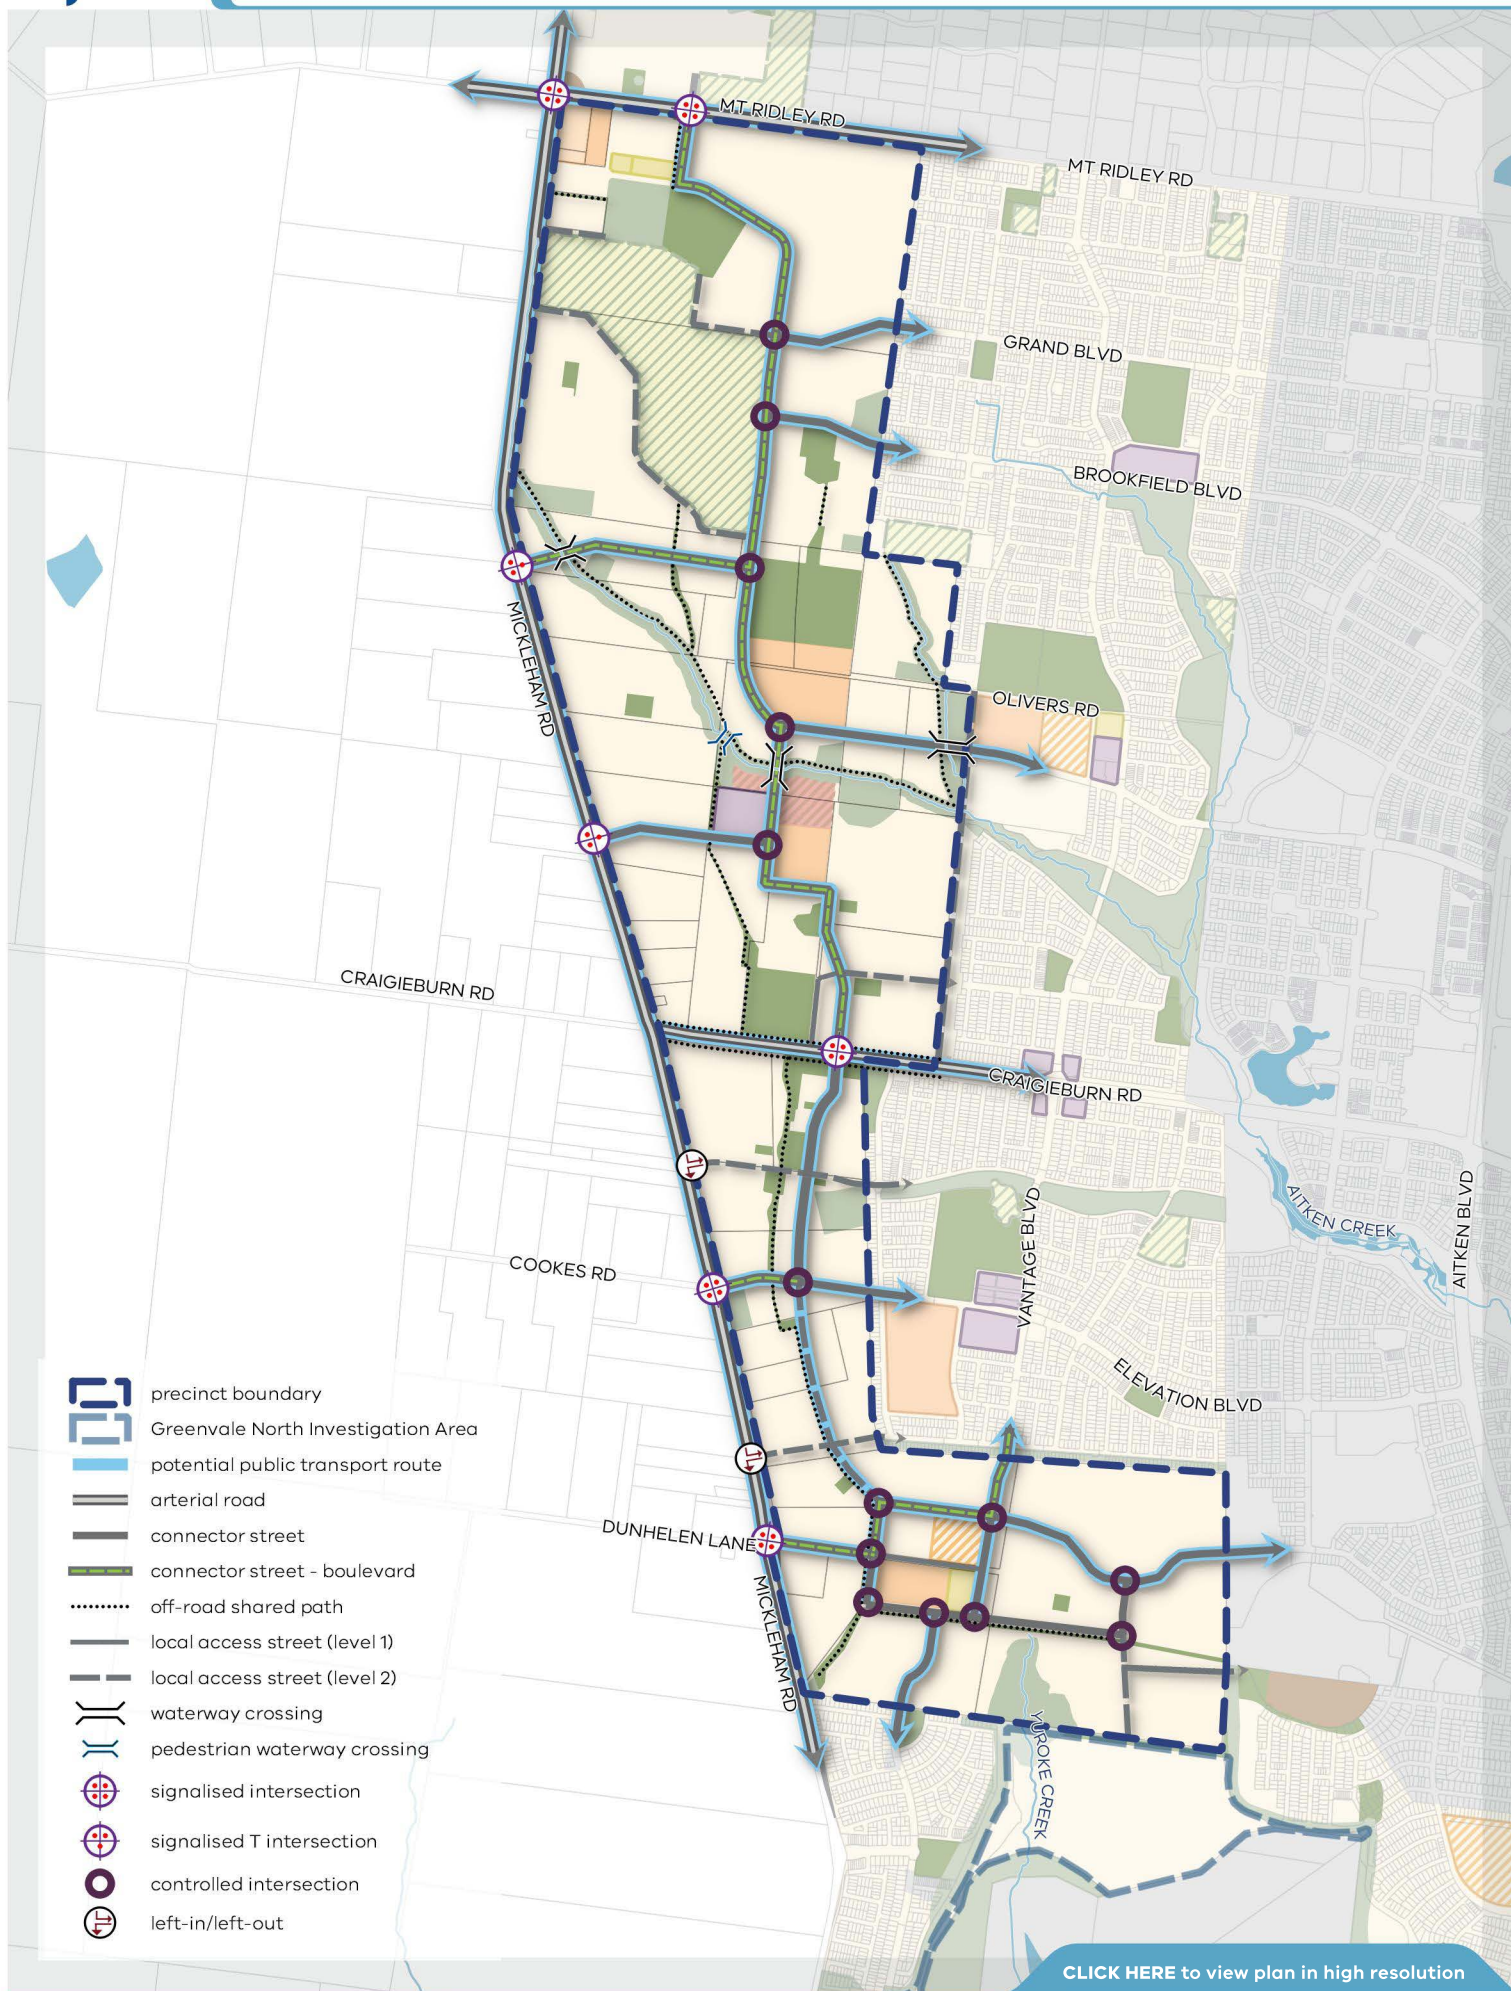 MT RIDLEY RD
MT RIDLEY RD
GRAND BLVD
BROOKFIELD BLVD
MICKLEHAM RD
OLIVERS RD
CRAIGIEBURN RD
CRAIGIEBURN RD
AITKEN CREEK
AITKEN BLVD
VANTAGE BLVD
COOKES RD
ELEVATION BLVD
DUNHELEN LANE
MICKLEHAM RD
YUROKE CREEK
precinct boundary
Greenvale North Investigation Area
potential public transport route
arterial road
connector street
connector street - boulevard
off-road shared path
local access street (level 1)
local access street (level 2)
waterway crossing
pedestrian waterway crossing
signalised intersection
signalised T intersection
controlled intersection
left-in/left-out
CLICK HERE to view plan in high resolution